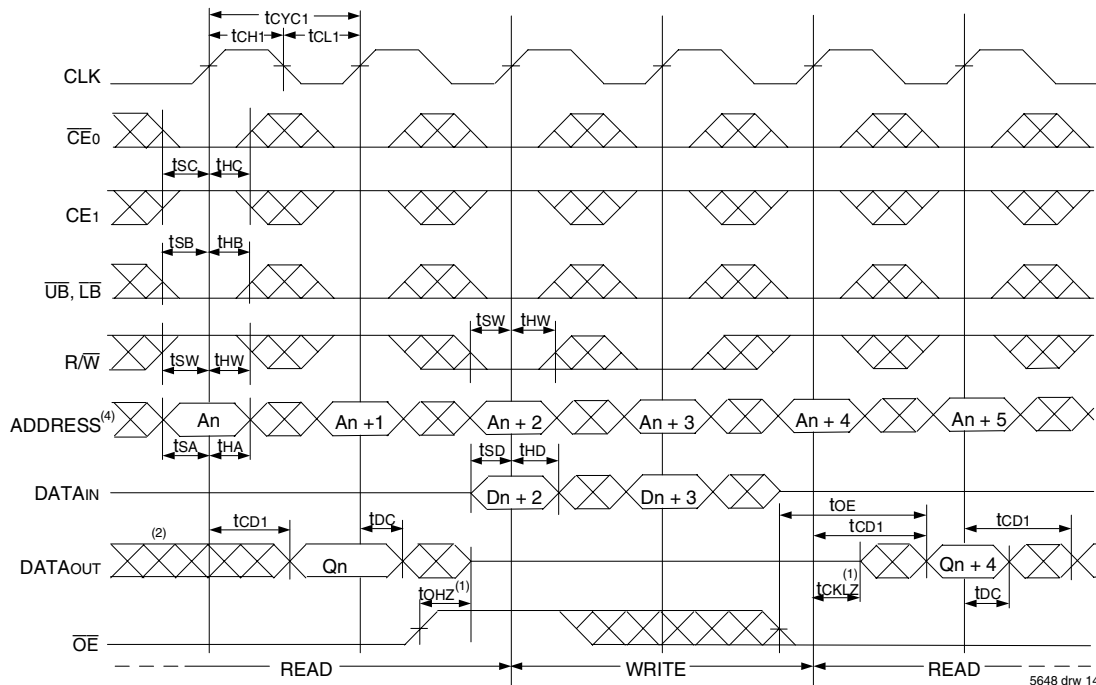 tCYC1
tCH1 tCL1
CLK
CE0
tSC tHC
CE1
tSB tHB
UB, LB
tSW tHW
R/W
tSW tHW
ADDRESS(4) An An +1 An + 2 An + 3 An + 4 An + 5
tSA tHA tSD tHD
DATAIN Dn + 2 Dn + 3
tOE
(2) tCD1 tDC tCD1 tCD1
DATAOUT Qn Qn + 4
tOHZ(1) tCKLZ(1) tDC
OE
READ WRITE READ
5648 drw 14